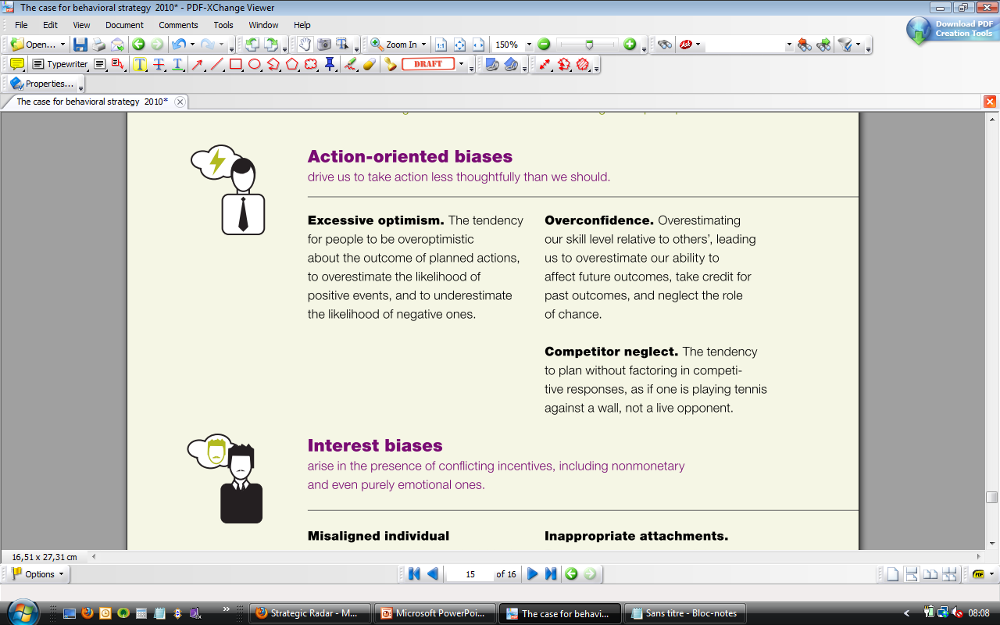 The case for behavioral strategy 2010* - PDF-XChange Viewer
File Edit View Document Comments Tools Window Help
Download PDF
Creation Tools
Open... Zoom In 1:1 150% Ask
Typewriter T T T DRAFT
Properties...
The case for behavioral strategy 2010*
Action-oriented biases
drive us to take action less thoughtfully than we should.
Excessive optimism. The tendency
for people to be overoptimistic
about the outcome of planned actions,
to overestimate the likelihood of
positive events, and to underestimate
the likelihood of negative ones.
Overconfidence. Overestimating
our skill level relative to others’, leading
us to overestimate our ability to
affect future outcomes, take credit for
past outcomes, and neglect the role
of chance.
Competitor neglect. The tendency
to plan without factoring in competi-
tive responses, as if one is playing tennis
against a wall, not a live opponent.
Interest biases
arise in the presence of conflicting incentives, including nonmonetary
and even purely emotional ones.
Misaligned individual
Inappropriate attachments.
16,51 x 27,31 cm
Options 15 of 16 PDF
Strategic Radar - M... Microsoft PowerPoi... The case for behavi... Sans titre - Bloc-notes 08:08